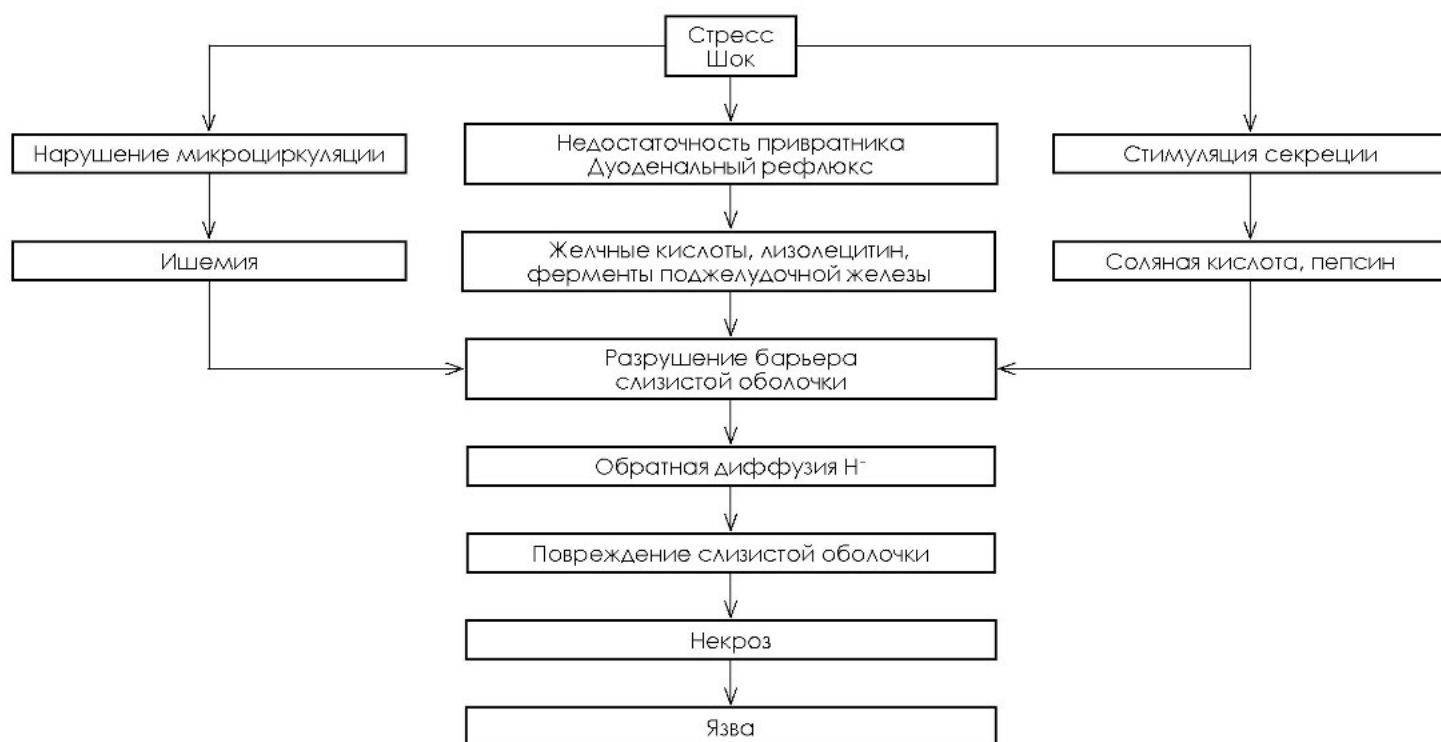 Стресс
Шок
Нарушение микроциркуляции
Недостаточность привратника
Дуоденальный рефлюкс
Стимуляция секреции
Ишемия
Желчные кислоты, лизолецитин,
ферменты поджелудочной железы
Соляная кислота, пепсин
Разрушение барьера
слизистой оболочки
Обратная диффузия H⁻
Повреждение слизистой оболочки
Некроз
Язва